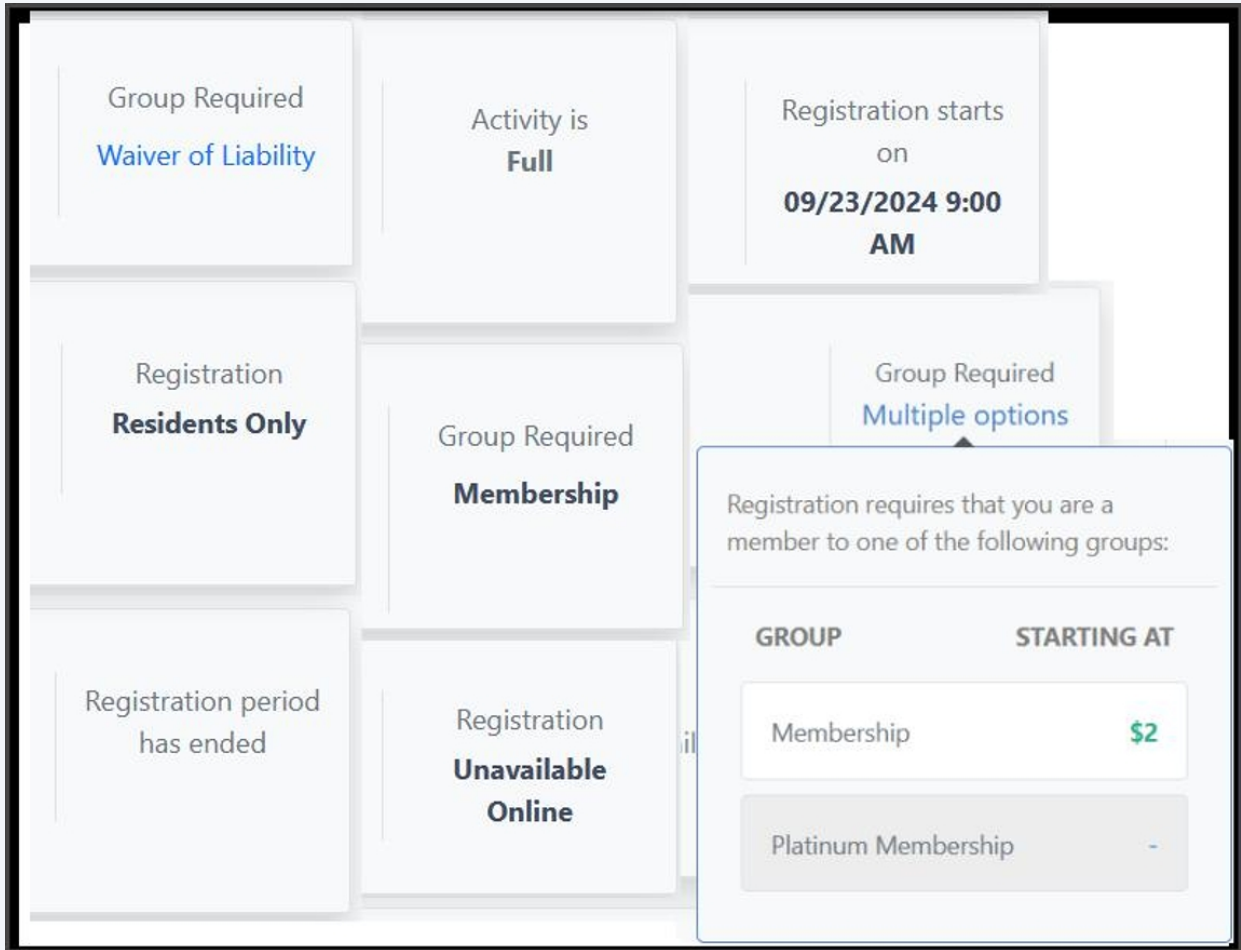 Group Required
Waiver of Liability
Activity is
Full
Registration starts
on
09/23/2024 9:00
AM
Registration
Residents Only
Group Required
Membership
Group Required
Multiple options
Registration requires that you are a
member to one of the following groups:
GROUP STARTING AT
Membership $2
Platinum Membership -
Registration period
has ended
Registration
Unavailable
Online